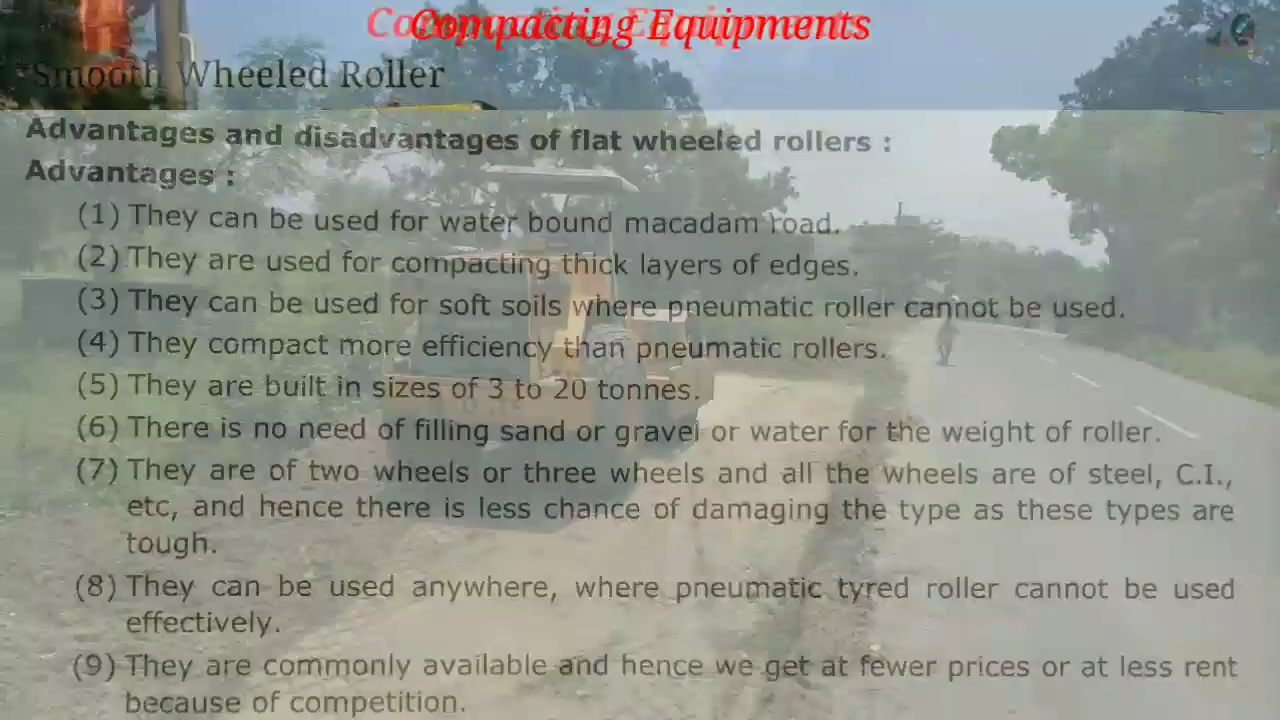 Compacting Equipments
*Smooth Wheeled Roller
Advantages and disadvantages of flat wheeled rollers :
Advantages :
(1) They can be used for water bound macadam road.
(2) They are used for compacting thick layers of edges.
(3) They can be used for soft soils where pneumatic roller cannot be used.
(4) They compact more efficiency than pneumatic rollers.
(5) They are built in sizes of 3 to 20 tonnes.
(6) There is no need of filling sand or gravel or water for the weight of roller.
(7) They are of two wheels or three wheels and all the wheels are of steel, C.I.,
etc, and hence there is less chance of damaging the type as these types are
tough.
(8) They can be used anywhere, where pneumatic tyred roller cannot be used
effectively.
(9) They are commonly available and hence we get at fewer prices or at less rent
because of competition.